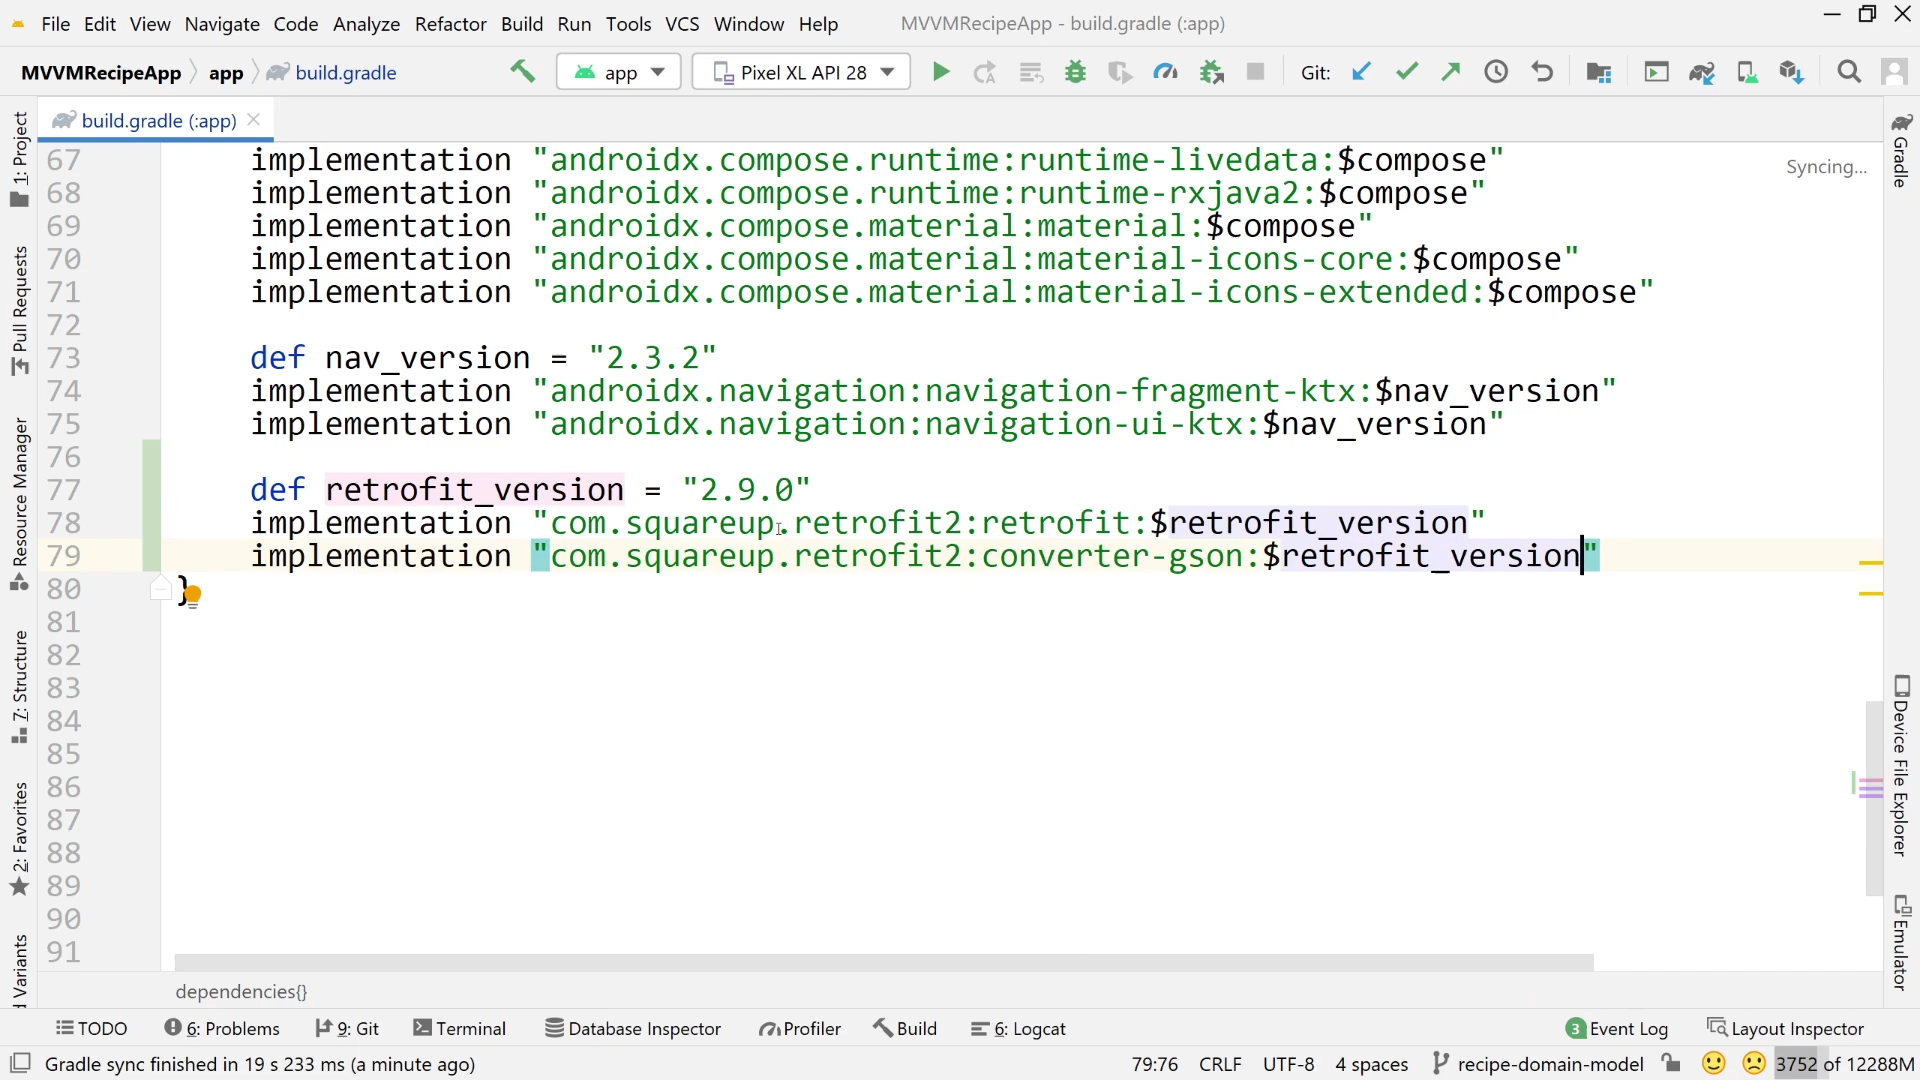 File Edit View Navigate Code Analyze Refactor Build Run Tools VCS Window Help MVVMRecipeApp - build.gradle (:app)
MVVMRecipeApp app build.gradle app Pixel XL API 28 Git:
build.gradle (:app)
Syncing...
67 implementation "androidx.compose.runtime:runtime-livedata:$compose"
68 implementation "androidx.compose.runtime:runtime-rxjava2:$compose"
69 implementation "androidx.compose.material:material:$compose"
70 implementation "androidx.compose.material:material-icons-core:$compose"
71 implementation "androidx.compose.material:material-icons-extended:$compose"
72
73 def nav_version = "2.3.2"
74 implementation "androidx.navigation:navigation-fragment-ktx:$nav_version"
75 implementation "androidx.navigation:navigation-ui-ktx:$nav_version"
76
77 def retrofit_version = "2.9.0"
78 implementation "com.squareup.retrofit2:retrofit:$retrofit_version"
79 implementation "com.squareup.retrofit2:converter-gson:$retrofit_version"
80 }
81
82
83
84
85
86
87
88
89
90
91
1: Project
Pull Requests
Resource Manager
7: Structure
2: Favorites
d Variants
Gradle
Device File Explorer
Emulator
dependencies{}
TODO 6: Problems 9: Git Terminal Database Inspector Profiler Build 6: Logcat 3 Event Log Layout Inspector
Gradle sync finished in 19 s 233 ms (a minute ago) 79:76 CRLF UTF-8 4 spaces recipe-domain-model 3752 of 12288M